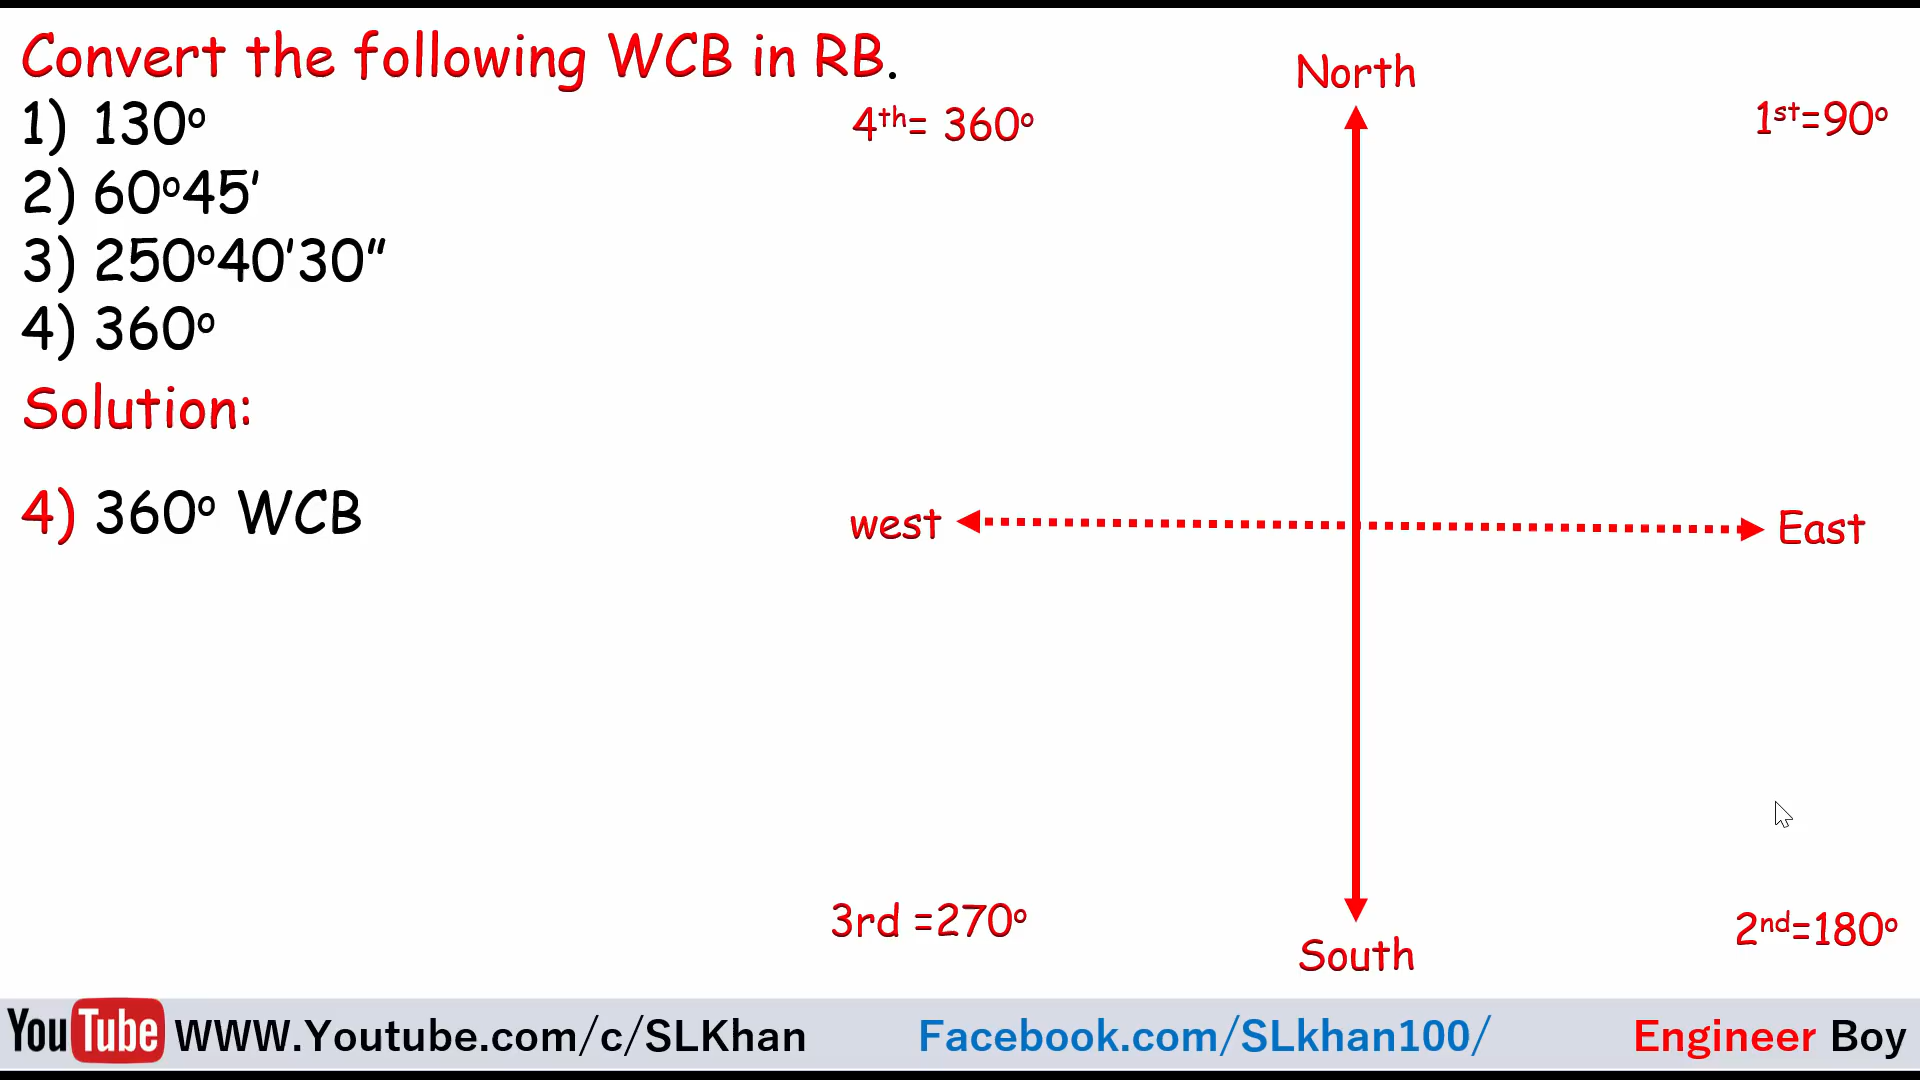 Convert the following WCB in RB.
1) 130°
2) 60°45'
3) 250°40'30"
4) 360°
Solution:
4) 360° WCB
North
4th= 360°
1st=90°
west
East
3rd =270°
2nd=180°
South
YouTube WWW.Youtube.com/c/SLKhan Facebook.com/SLkhan100/ Engineer Boy